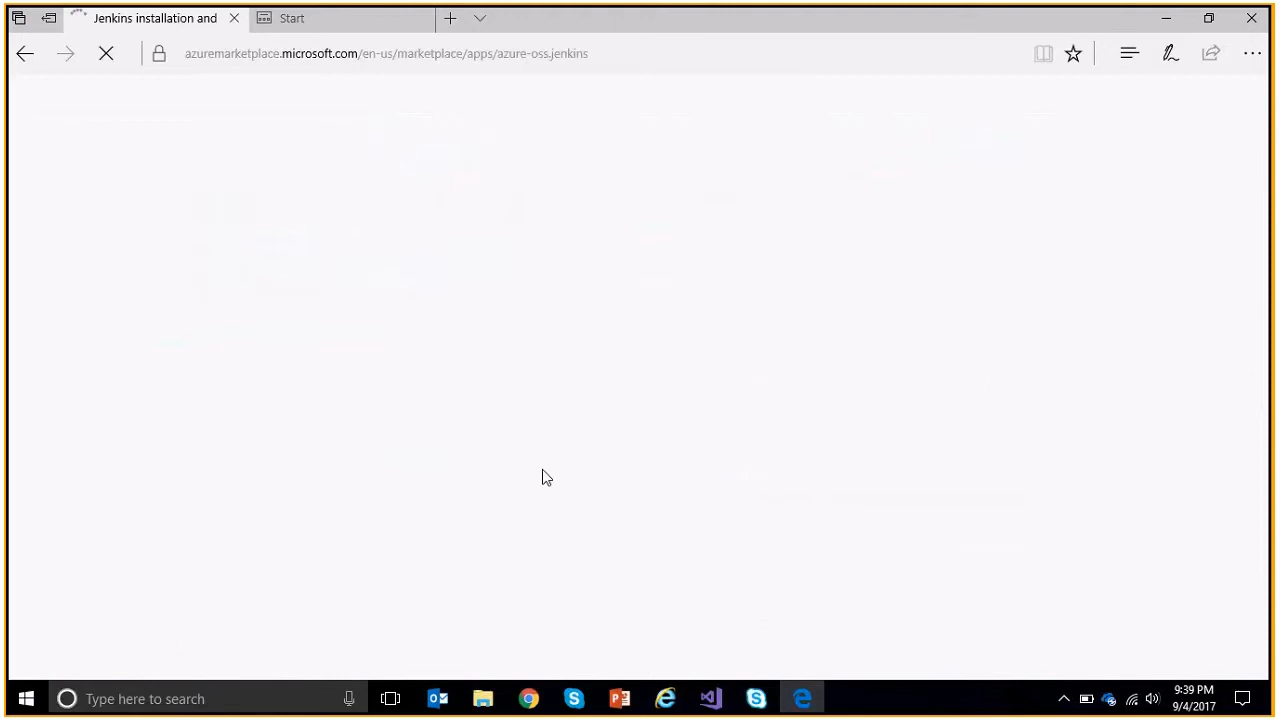 Jenkins installation and
Start
azuremarketplace.microsoft.com/en-us/marketplace/apps/azure-oss.jenkins
Type here to search
9:39 PM
9/4/2017